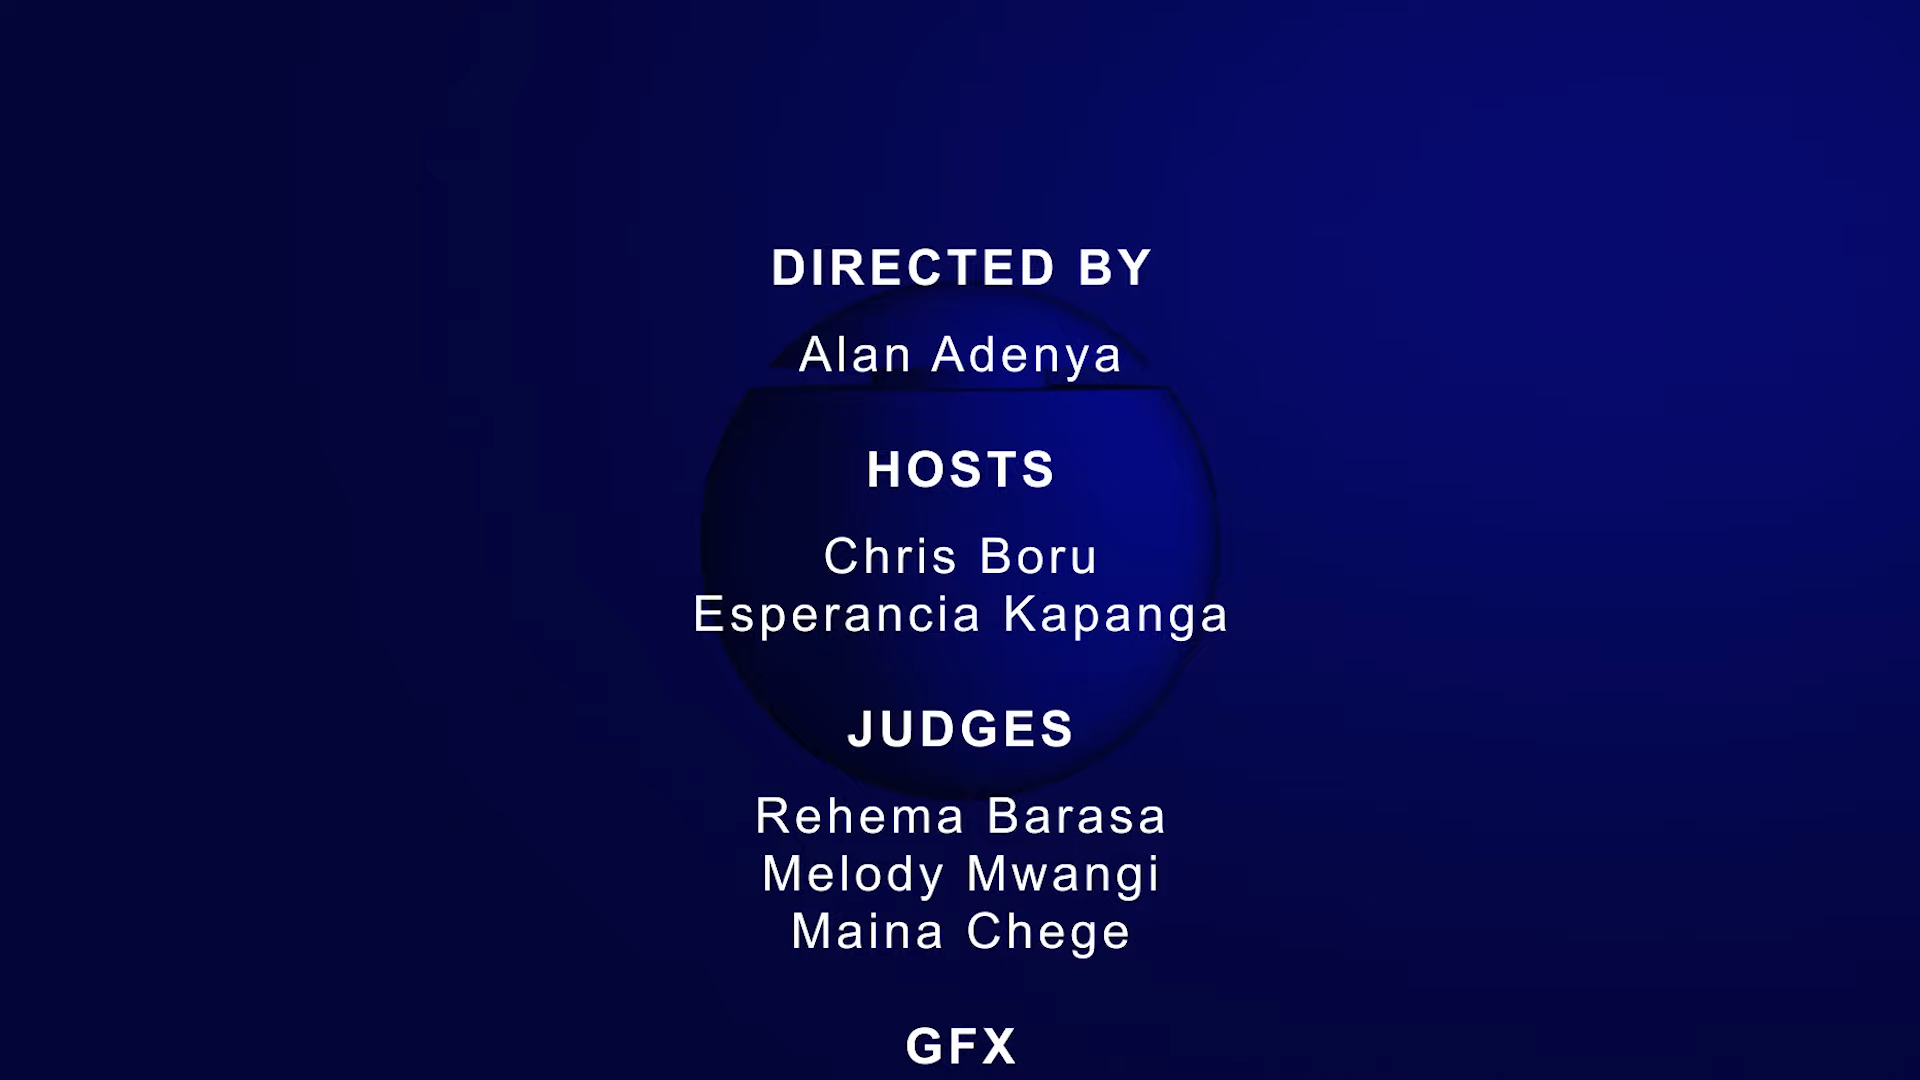 DIRECTED BY
Alan Adenya
HOSTS
Chris Boru
Esperancia Kapanga
JUDGES
Rehema Barasa
Melody Mwangi
Maina Chege
GFX